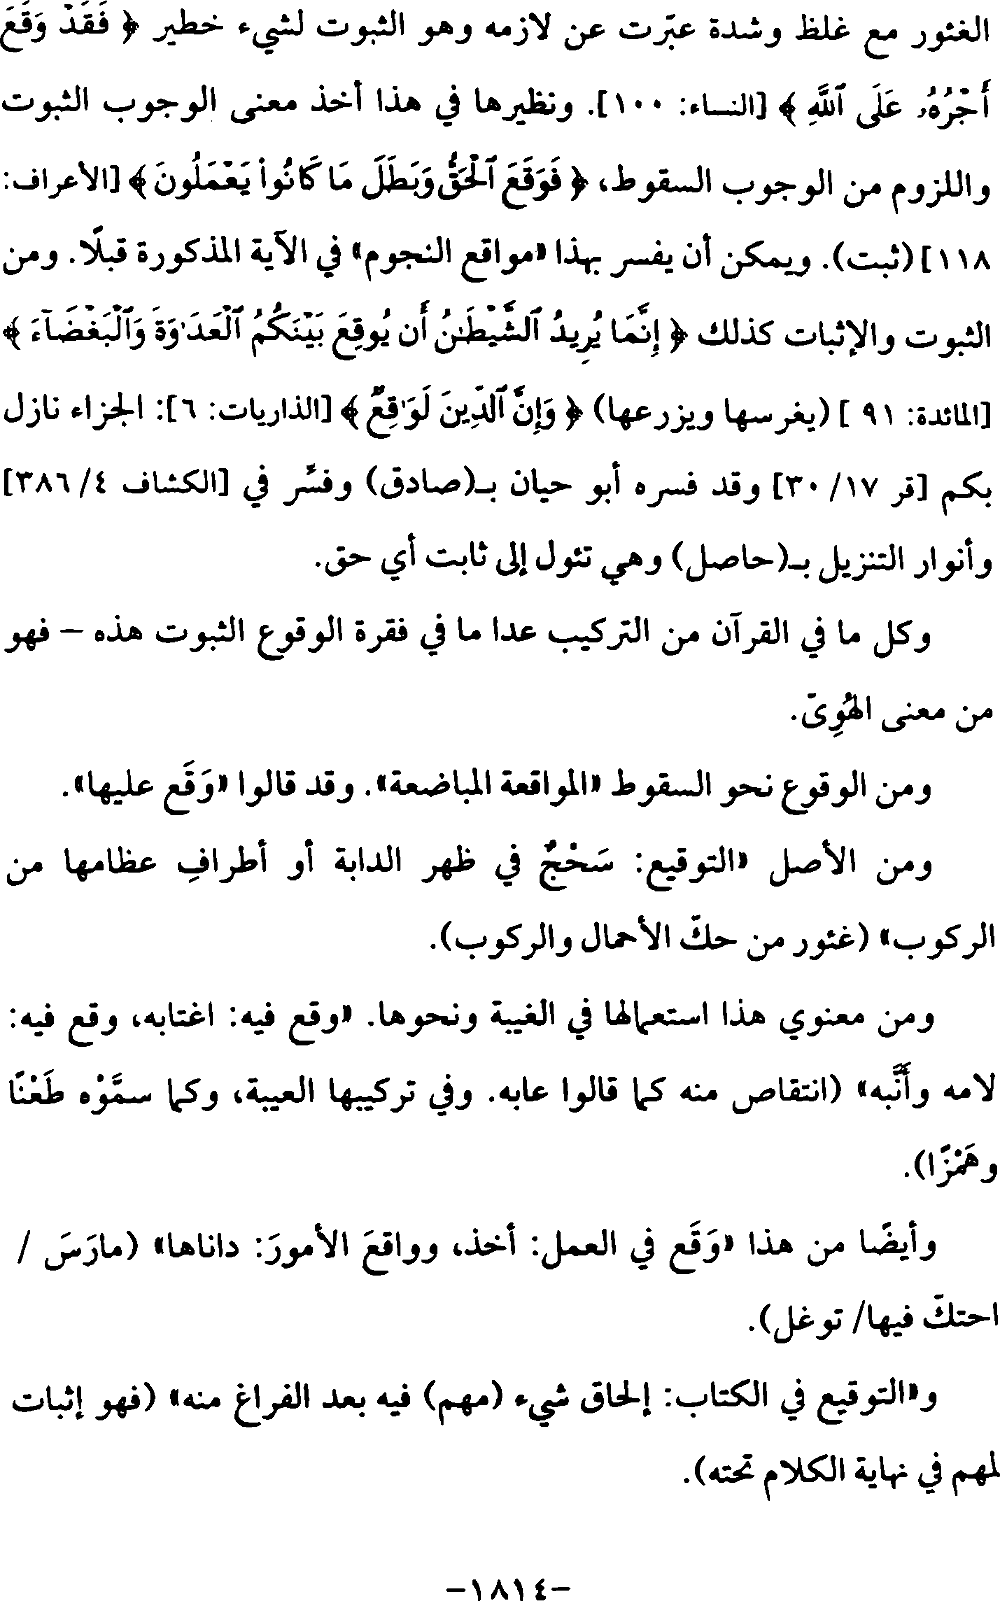 الغئور مع غلظ وشدة عبّرت عن لازمه وهو الثبوت لشيء خطير ﴿ فَقَدْ وَقَعَ
أَجْرُهُۥ عَلَى ٱللَّهِ ﴾ [النساء: ١٠٠]. ونظيرها في هذا أخذ معنى الوجوب الثبوت
واللزوم من الوجوب السقوط، ﴿ فَوَقَعَ ٱلْحَقُّ وَبَطَلَ مَا كَانُوا۟ يَعْمَلُونَ ﴾ [الأعراف:
١١٨] (ثبت). ويمكن أن يفسر بهذا «مواقع النجوم» في الآية المذكورة قبلًا. ومن
الثبوت والإثبات كذلك ﴿ إِنَّمَا يُرِيدُ ٱلشَّيْطَٰنُ أَن يُوقِعَ بَيْنَكُمُ ٱلْعَدَٰوَةَ وَٱلْبَغْضَآءَ ﴾
[المائدة: ٩١ ] (يغرسها ويزرعها) ﴿ وَإِنَّ ٱلدِّينَ لَوَٰقِعٌ ﴾ [الذاريات: ٦]: الجزاء نازل
بكم [قر ١٧/ ٣٠] وقد فسره أبو حيان بـ(صادق) وفسَّر في [الكشاف ٤/ ٣٨٦]
وأنوار التنزيل بـ(حاصل) وهي تئول إلى ثابت أي حق.
وكل ما في القرآن من التركيب عدا ما في فقرة الوقوع الثبوت هذه – فهو
من معنى الهُوِىّ.
ومن الوقوع نحو السقوط «المواقعة المباضعة». وقد قالوا «وَقَع عليها».
ومن الأصل «التوقيع: سَحْجٌ في ظهر الدابة أو أطرافِ عظامها من
الركوب» (غئور من حكّ الأحمال والركوب).
ومن معنوي هذا استعمالها في الغيبة ونحوها. «وقع فيه: اغتابه، وقع فيه:
لامه وأَنَّبه» (انتقاص منه كما قالوا عابه. وفي تركيبها العيبة، وكما سمَّوْه طَعْنًا
وهَمْزًا).
وأيضًا من هذا «وَقَع في العمل: أخذ، وواقعَ الأمورَ: داناها» (مارَسَ /
احتكّ فيها/ توغل).
و«التوقيع في الكتاب: إلحاق شيء (مهم) فيه بعد الفراغ منه» (فهو إثبات
لمهم في نهاية الكلام تحته).
-١٨١٤-